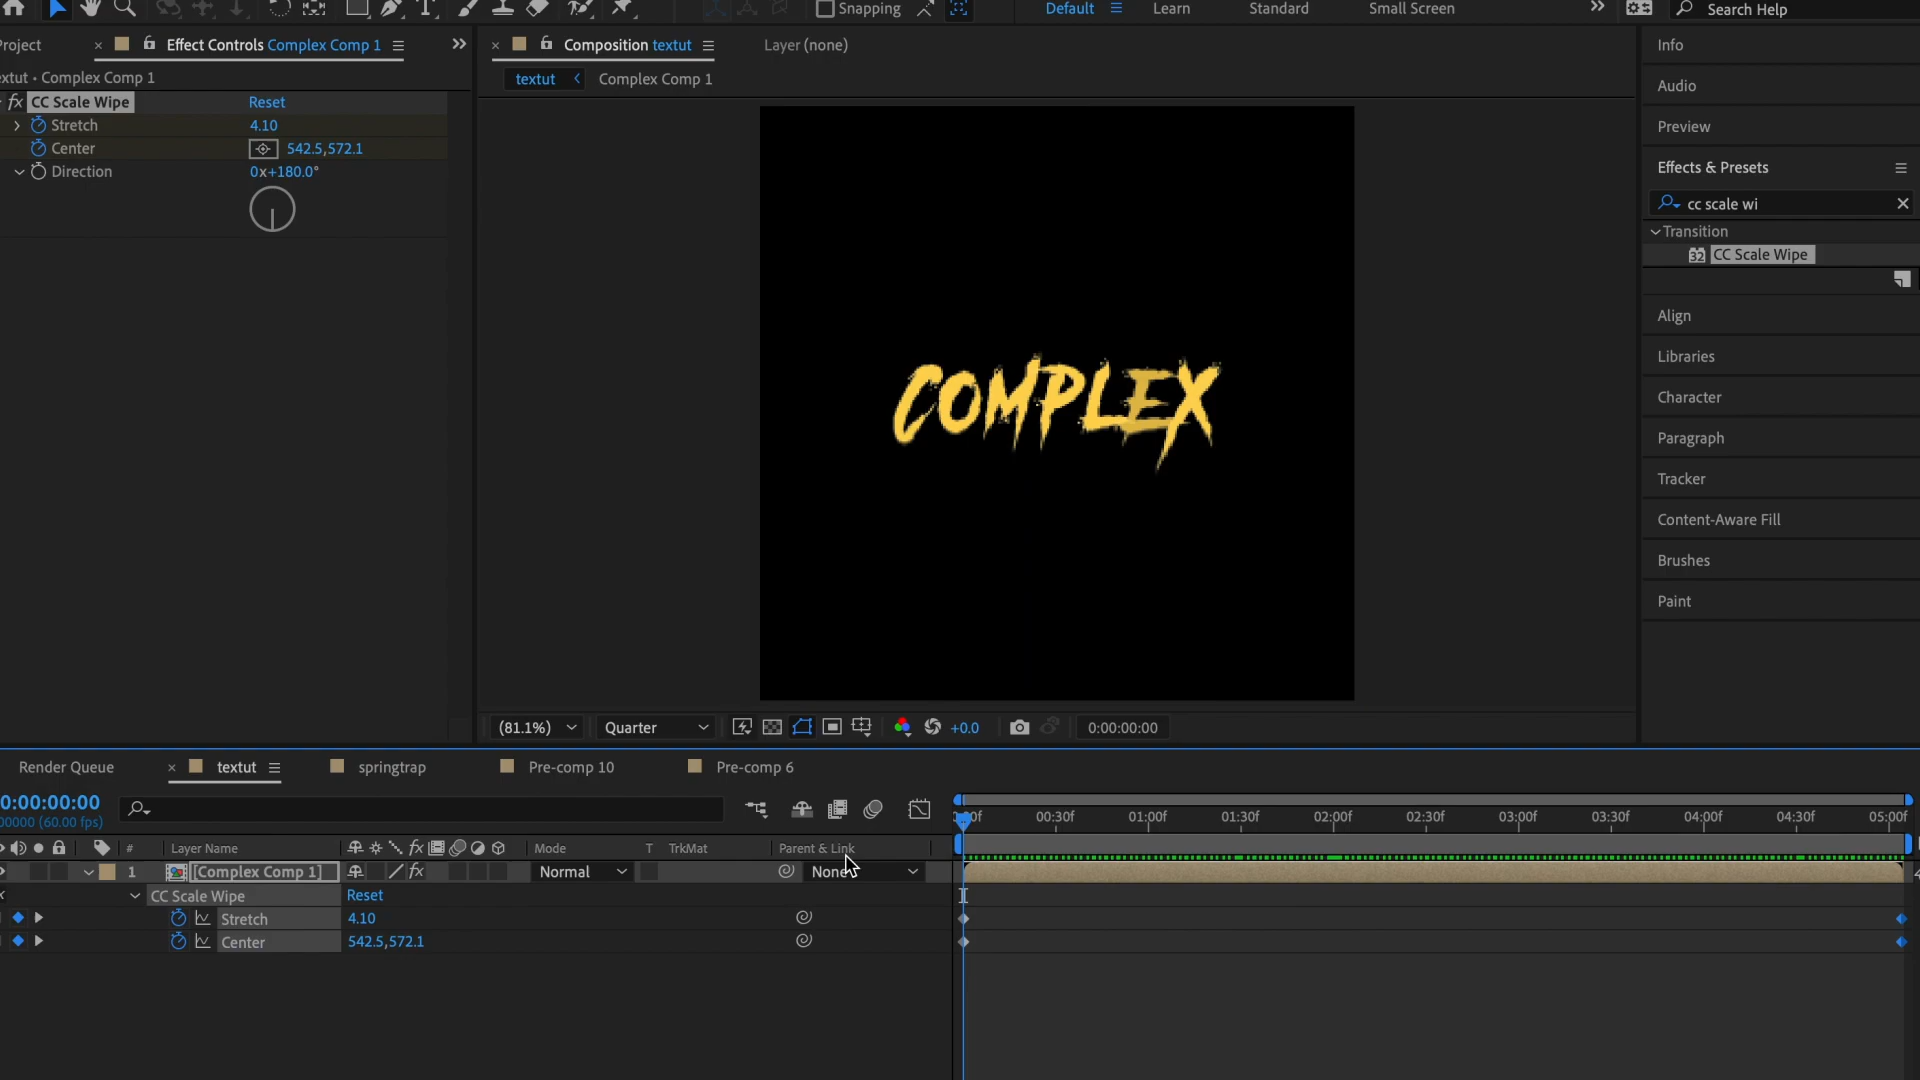 Snapping
Default
Learn
Standard
Small Screen
Search Help
Project
Effect Controls Complex Comp 1
Composition textut
Layer (none)
Info
extut • Complex Comp 1
textut
Complex Comp 1
Audio
fx CC Scale Wipe
Reset
Stretch
4.10
Center
542.5,572.1
Direction
0x+180.0°
Preview
Effects & Presets
cc scale wi
Transition
32 CC Scale Wipe
Align
Libraries
Character
Paragraph
Tracker
Content-Aware Fill
Brushes
Paint
COMPLEX
(81.1%)
Quarter
+0.0
0:00:00:00
Render Queue
textut
springtrap
Pre-comp 10
Pre-comp 6
0:00:00:00
00000 (60.00 fps)
00f 00:30f 01:00f 01:30f 02:00f 02:30f 03:00f 03:30f 04:00f 04:30f 05:00f
# Layer Name fx Mode T TrkMat Parent & Link
1 [Complex Comp 1] fx Normal None
CC Scale Wipe Reset
Stretch 4.10
Center 542.5,572.1